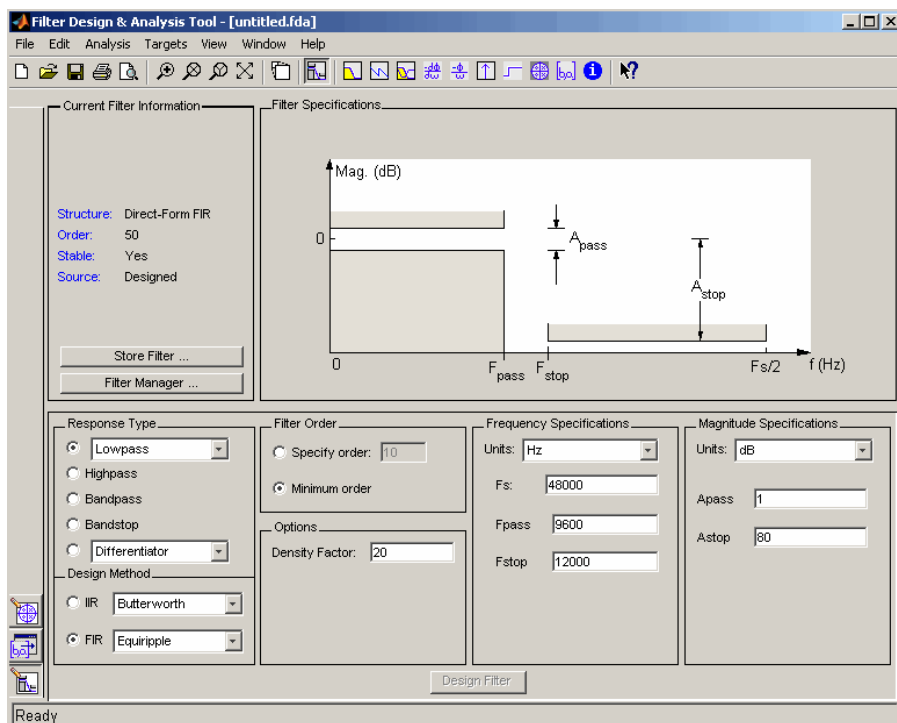 Filter Design & Analysis Tool - [untitled.fda]
File Edit Analysis Targets View Window Help
Current Filter Information
Structure: Direct-Form FIR
Order: 50
Stable: Yes
Source: Designed
Store Filter ...
Filter Manager ...
Filter Specifications
Mag. (dB)
0
A pass
A stop
0
F pass
F stop
Fs/2
f (Hz)
Response Type
Lowpass
Highpass
Bandpass
Bandstop
Differentiator
Design Method
IIR Butterworth
FIR Equiripple
Filter Order
Specify order: 10
Minimum order
Options
Density Factor: 20
Frequency Specifications
Units: Hz
Fs: 48000
Fpass 9600
Fstop 12000
Magnitude Specifications
Units: dB
Apass 1
Astop 80
Design Filter
Ready